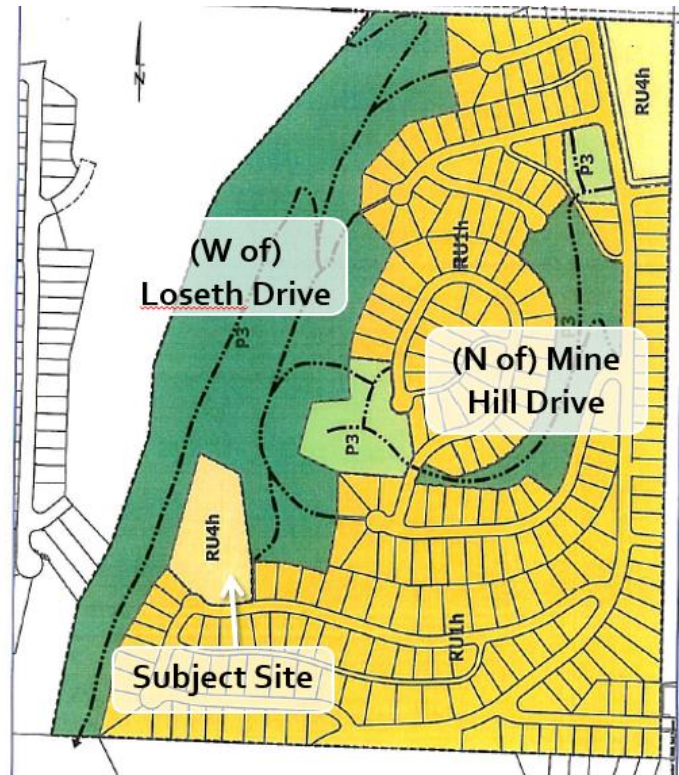 N
RU4h
P3
(W of)
Loseth Drive
RU1h
P3
P3
(N of) Mine
Hill Drive
P3
RU4h
RU1h
Subject Site